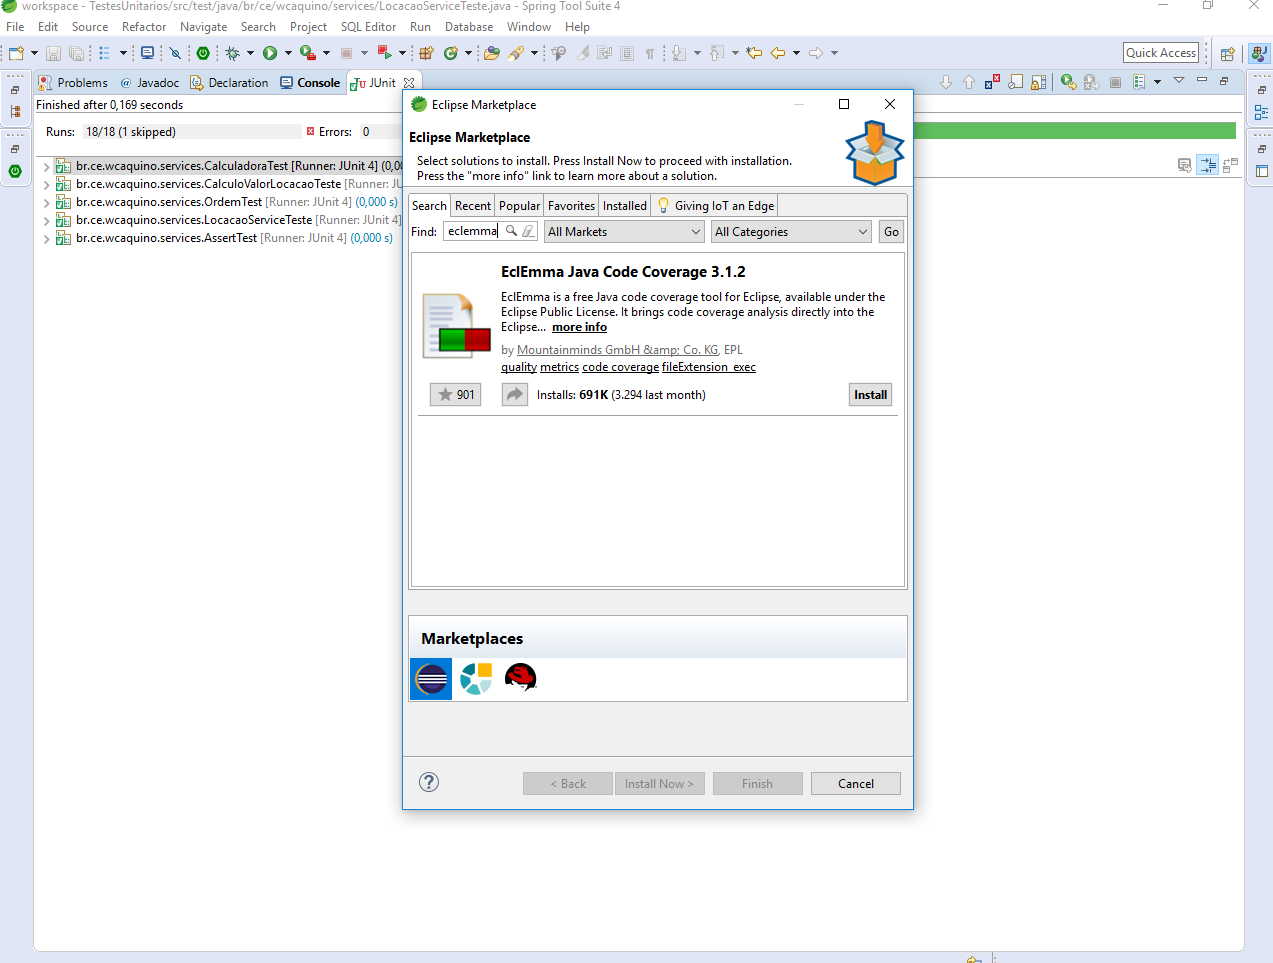 workspace - TestesUnitarios/src/test/java/br/ce/wcaquino/services/LocacaoServiceTeste.java - Spring Tool Suite 4
File Edit Source Refactor Navigate Search Project SQL Editor Run Database Window Help
Quick Access
Problems @ Javadoc Declaration Console JUnit
Finished after 0,169 seconds
Runs: 18/18 (1 skipped) Errors: 0
br.ce.wcaquino.services.CalculadoraTest [Runner: JUnit 4] (0,00
br.ce.wcaquino.services.CalculoValorLocacaoTeste [Runner: JU
br.ce.wcaquino.services.OrdemTest [Runner: JUnit 4] (0,000 s)
br.ce.wcaquino.services.LocacaoServiceTeste [Runner: JUnit 4]
br.ce.wcaquino.services.AssertTest [Runner: JUnit 4] (0,000 s)
Eclipse Marketplace
Eclipse Marketplace
Select solutions to install. Press Install Now to proceed with installation.
Press the "more info" link to learn more about a solution.
Search Recent Popular Favorites Installed Giving IoT an Edge
Find: eclemma All Markets All Categories Go
EclEmma Java Code Coverage 3.1.2
EclEmma is a free Java code coverage tool for Eclipse, available under the
Eclipse Public License. It brings code coverage analysis directly into the
Eclipse... more info
by Mountainminds GmbH &amp; Co. KG, EPL
quality metrics code coverage fileExtension_exec
901 Installs: 691K (3.294 last month) Install
Marketplaces
? < Back Install Now > Finish Cancel